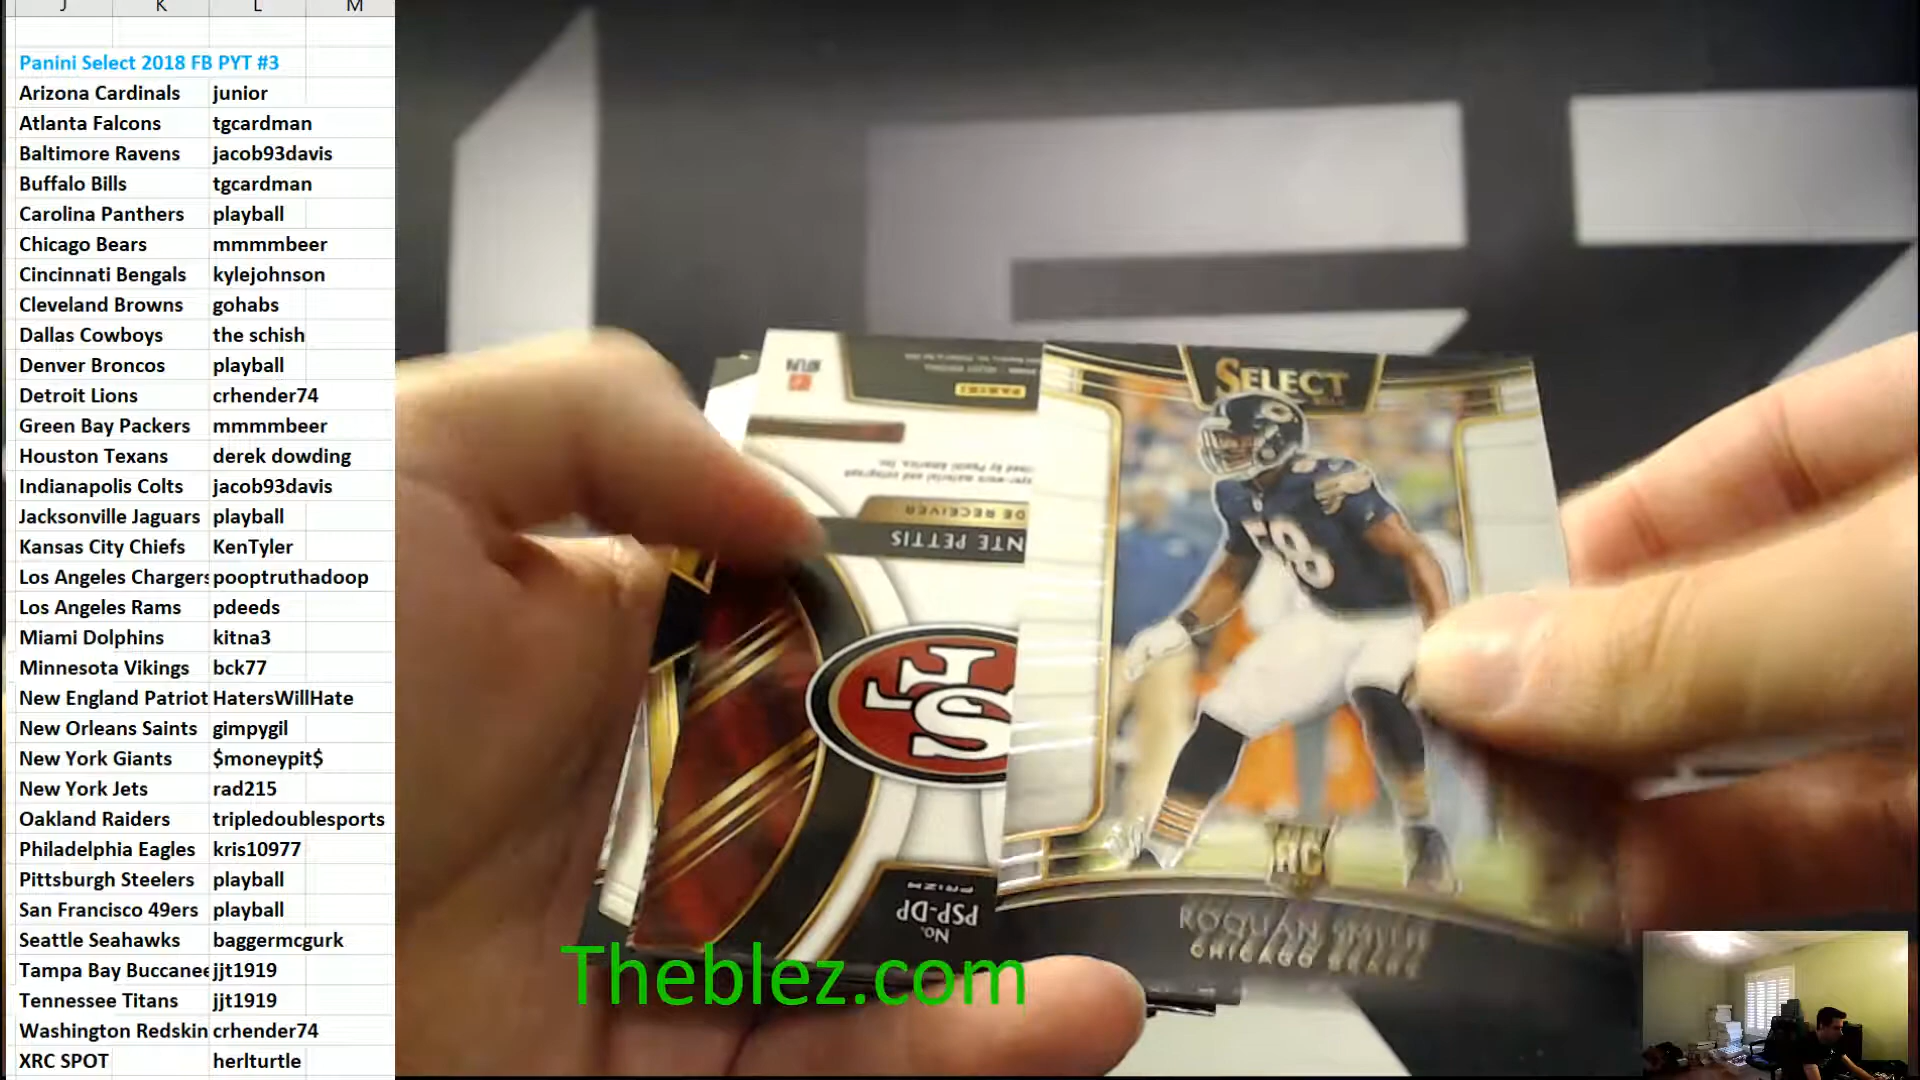 J K L M
Panini Select 2018 FB PYT #3
Arizona Cardinals junior
Atlanta Falcons tgcardman
Baltimore Ravens jacob93davis
Buffalo Bills tgcardman
Carolina Panthers playball
Chicago Bears mmmmbeer
Cincinnati Bengals kylejohnson
Cleveland Browns gohabs
Dallas Cowboys the schish
Denver Broncos playball
Detroit Lions crhender74
Green Bay Packers mmmmbeer
Houston Texans derek dowding
Indianapolis Colts jacob93davis
Jacksonville Jaguars playball
Kansas City Chiefs KenTyler
Los Angeles Chargers pooptruthadoop
Los Angeles Rams pdeeds
Miami Dolphins kitna3
Minnesota Vikings bck77
New England Patriot HatersWillHate
New Orleans Saints gimpygil
New York Giants $moneypit$
New York Jets rad215
Oakland Raiders tripledoublesports
Philadelphia Eagles kris10977
Pittsburgh Steelers playball
San Francisco 49ers playball
Seattle Seahawks baggermcgurk
Tampa Bay Buccanee jjt1919
Tennessee Titans jjt1919
Washington Redskin crhender74
XRC SPOT herlturtle
SELECT
58
RC
ROQUAN SMITH
CHICAGO BEARS
No.
PSP-DP
PRIZM
SF
NTE PETTIS
DE RECEIVER
PANINI
Theblez.com